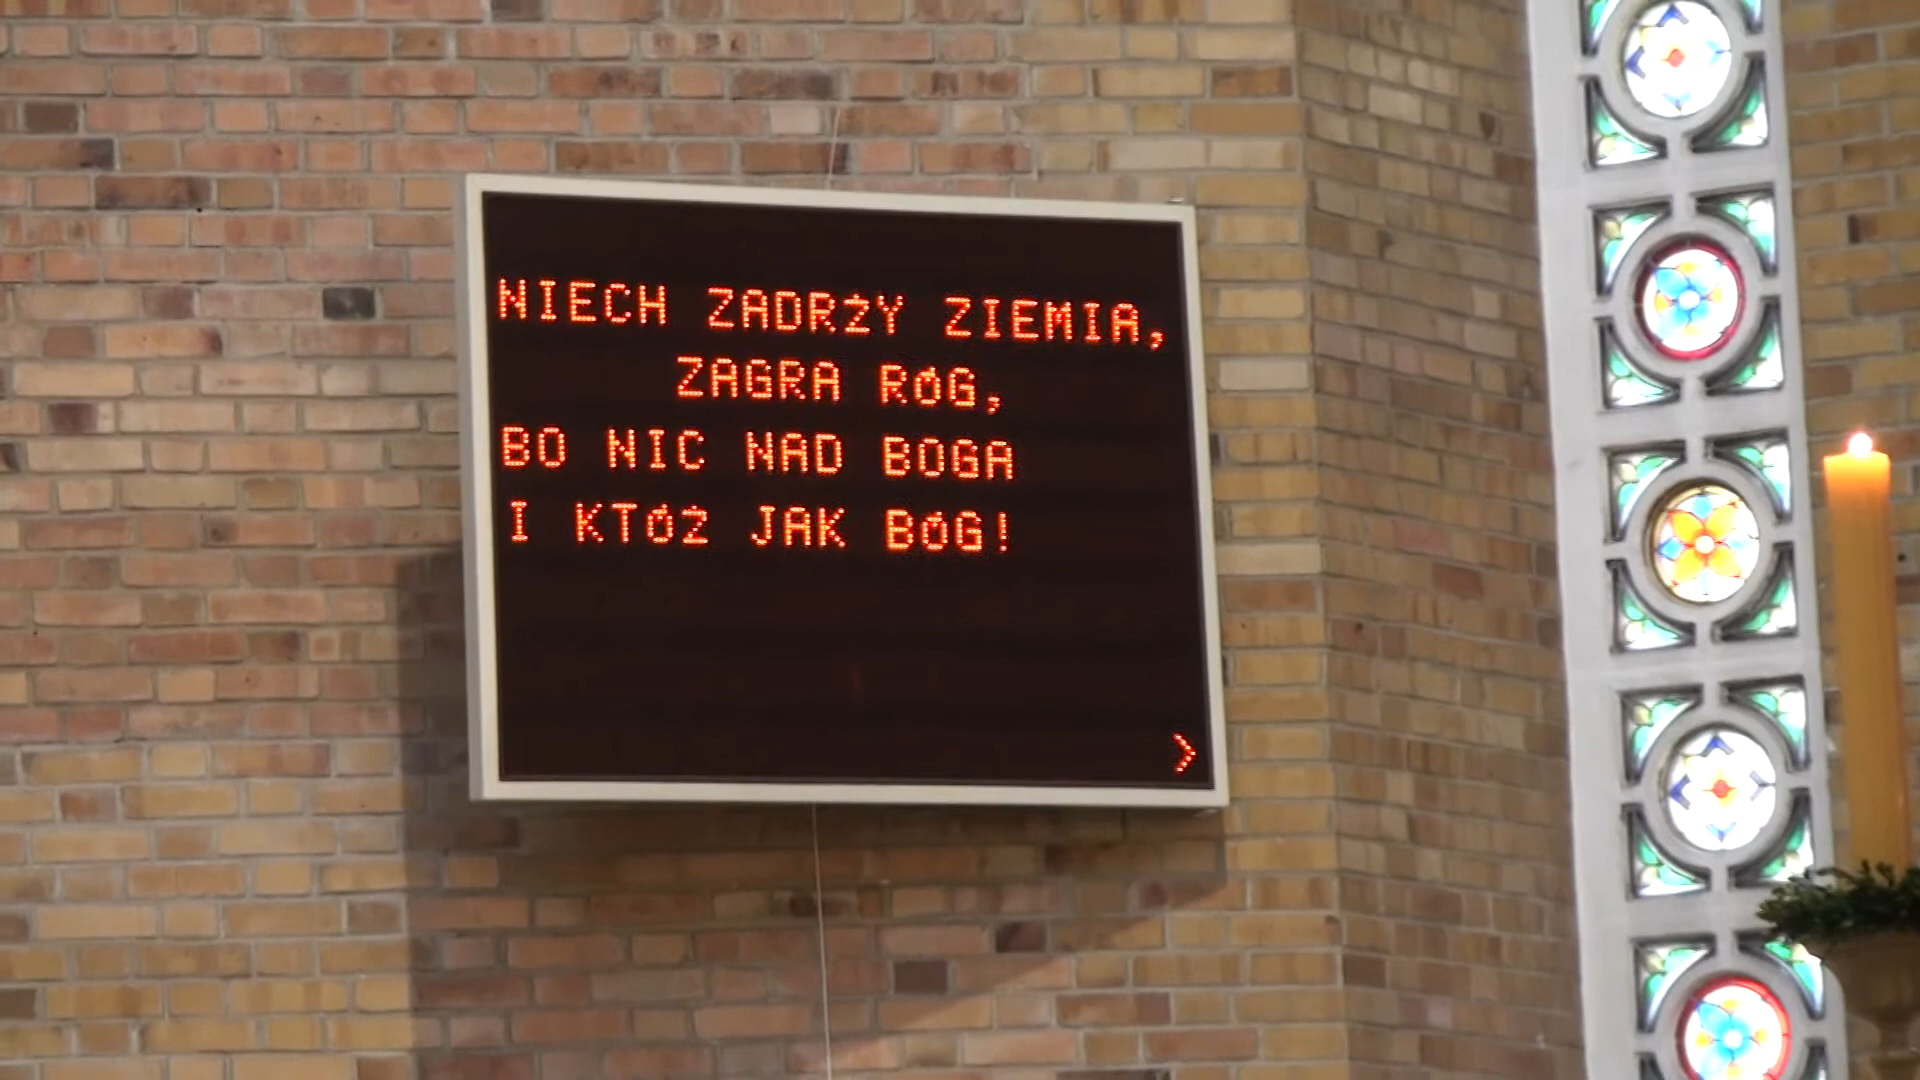 NIECH ZADRŻY ZIEMIA,
ZAGRA RÓG,
BO NIC NAD BOGA
I KTÓŻ JAK BÓG!
>